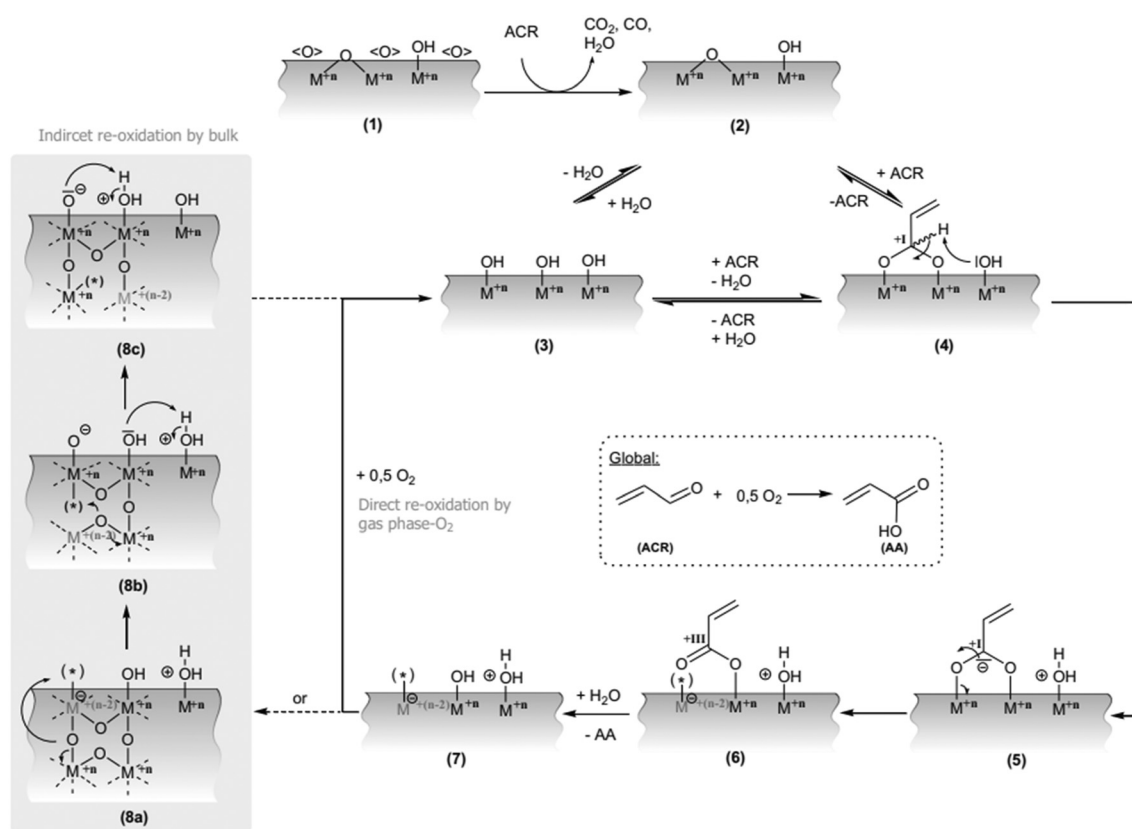 <O> O <O> OH <O>
M+n M+n M+n
(1)
ACR
CO2, CO,
H2O
O OH
M+n M+n M+n
(2)
Indircet re-oxidation by bulk
- H2O
+ H2O
+ ACR
-ACR
H
O ⊖ ⊕ OH OH
M+n M+n M+n
O
O (*) O
M+n M+(n-2)
(8c)
OH OH OH
M+n M+n M+n
(3)
+ ACR
- H2O
- ACR
+ H2O
+I H
O O IOH
M+n M+n M+n
(4)
H
O⊖ OH ⊕ OH
M+n M+n M+n
(*) O O
O
M+(n-2) M+n
(8b)
+ 0,5 O2
Direct re-oxidation by
gas phase-O2
Global:
O + 0,5 O2 O
HO
(ACR) (AA)
H
(*) OH ⊕ OH
M⊖+(n-2) M+n M+n
O
O O O
M+n M+n
(8a)
or
H
(*) OH ⊕ OH
M⊖+(n-2) M+n M+n
(7)
+ H2O
- AA
+III
O O H
(*) ⊕ OH
M⊖+(n-2) M+n M+n
(6)
+I
⊖
O O H
⊕ OH
M+n M+n M+n
(5)